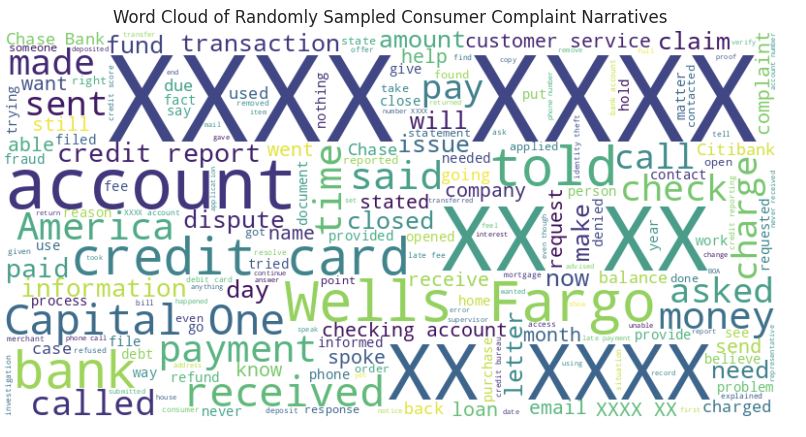 Word Cloud of Randomly Sampled Consumer Complaint Narratives
Chase Bank
someone
fund transaction
transfer
deposited
state
offer
amount
customer service
claim
remove
verify
made
want
right
sent
trying
still
credit score
due
fact
say
end
used
removed
item
mail
gave
nothing
XXXX XXXX
help
give
take
close
found
returned
copy
number XXXX
pay
will
put
phone number
hold
matter
contacted
full
bank account
proof
tell
complaint
account number
able
fraud
filed
credit report
went
Chase
reported
statement
issue
needed
going
applied
ask
identity theft
person
call
contact
Citibank
open
account
fee
application
document
time
said
stated
company
told
check
credit reporting
requested
never received
charge
America
return
reason
XXXX account
dispute
got
name
provided
set
closed
opened
transferred
XX XX
feel
interest
even though
request
make
denied
year
work
change
paid
given
use
took
credit card
tried
resolve
continue
answer
late fee
receive
now
mortgage
advised
balance
done
BOA
asked
information
process
anything
debit card
day
point
Wells Fargo
home
wanted
Capital One
bill
happened
even
go
checking account
error
supervisor
access
month
unable
office
money
merchant
case
phone call
refused
file
debt
payment
informed
spoke
speak
know
order
letter
purchase
credit bureau
late payment
provide
report
see
send
believe
representative
bank
way
address
refund
phone
yet
XX XXXX
using
record
situation
need
problem
explained
investigation
called
submitted
consumer
house
never
received
deposit
response
notice
back
loan
date
email
XXXX XX
first
charged